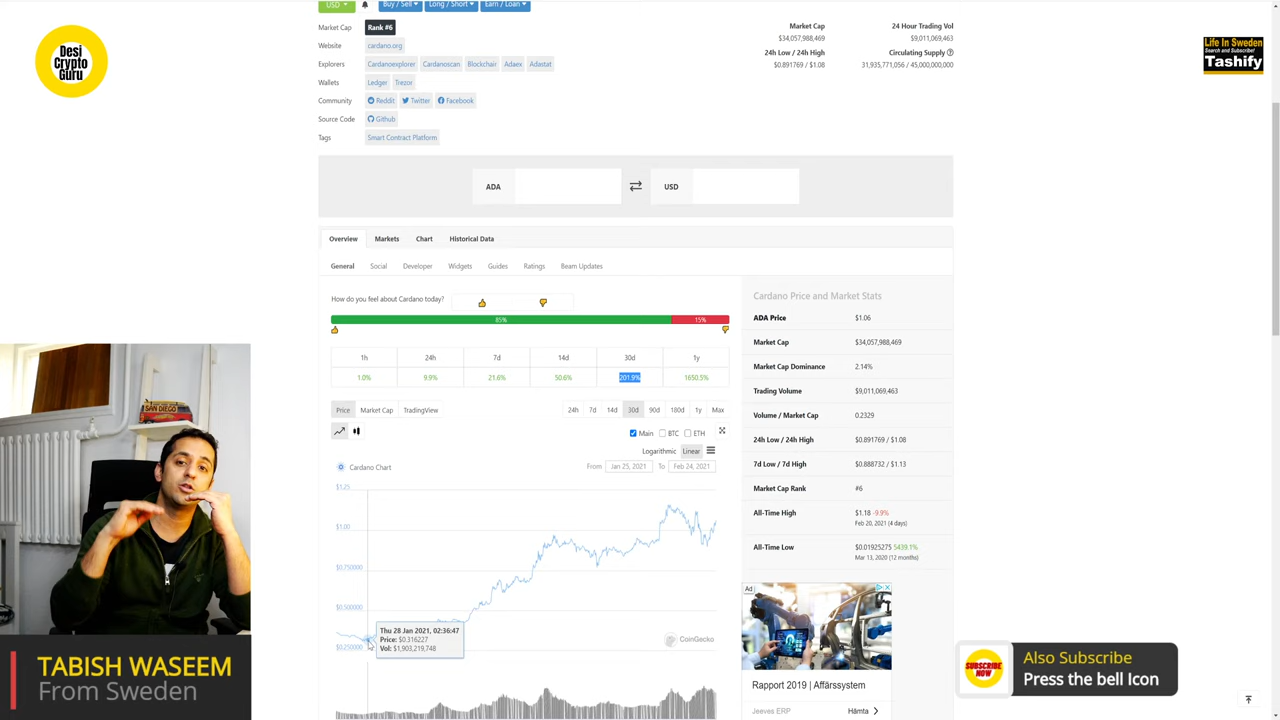 USD
Buy / Sell
Long / Short
Earn / Loan
Market Cap
Rank #6
Website
cardano.org
Explorers
Cardanoexplorer
Cardanoscan
Blockchair
Adaex
Adastat
Wallets
Ledger
Trezor
Community
Reddit
Twitter
Facebook
Source Code
Github
Tags
Smart Contract Platform
Market Cap
$34,057,988,469
24 Hour Trading Vol
$9,011,069,463
24h Low / 24h High
$0.891769 / $1.08
Circulating Supply
31,935,771,056 / 45,000,000,000
Desi
Crypto
Guru
Life In Sweden
Search and Subscribe!
Tashify
ADA
USD
Overview
Markets
Chart
Historical Data
General
Social
Developer
Widgets
Guides
Ratings
Beam Updates
How do you feel about Cardano today?
85%
15%
1h
24h
7d
14d
30d
1y
1.0%
9.9%
21.6%
50.6%
201.9%
1650.5%
Price
Market Cap
TradingView
24h
7d
14d
30d
90d
180d
1y
Max
Main
BTC
ETH
Logarithmic
Linear
Cardano Chart
From
Jan 25, 2021
To
Feb 24, 2021
$1.25
$1.00
$0.750000
$0.500000
$0.250000
Thu 28 Jan 2021, 02:36:47
Price: $0.316227
Vol: $1,903,219,748
CoinGecko
Cardano Price and Market Stats
ADA Price
$1.06
Market Cap
$34,057,988,469
Market Cap Dominance
2.14%
Trading Volume
$9,011,069,463
Volume / Market Cap
0.2329
24h Low / 24h High
$0.891769 / $1.08
7d Low / 7d High
$0.888732 / $1.13
Market Cap Rank
#6
All-Time High
$1.18 -9.9%
Feb 20, 2021 (4 days)
All-Time Low
$0.01925275 5439.1%
Mar 13, 2020 (12 months)
Ad
Rapport 2019 | Affärssystem
Jeeves ERP
Hämta
SAN DIEGO
TABISH WASEEM
From Sweden
SUBSCRIBE
NOW
Also Subscribe
Press the bell Icon